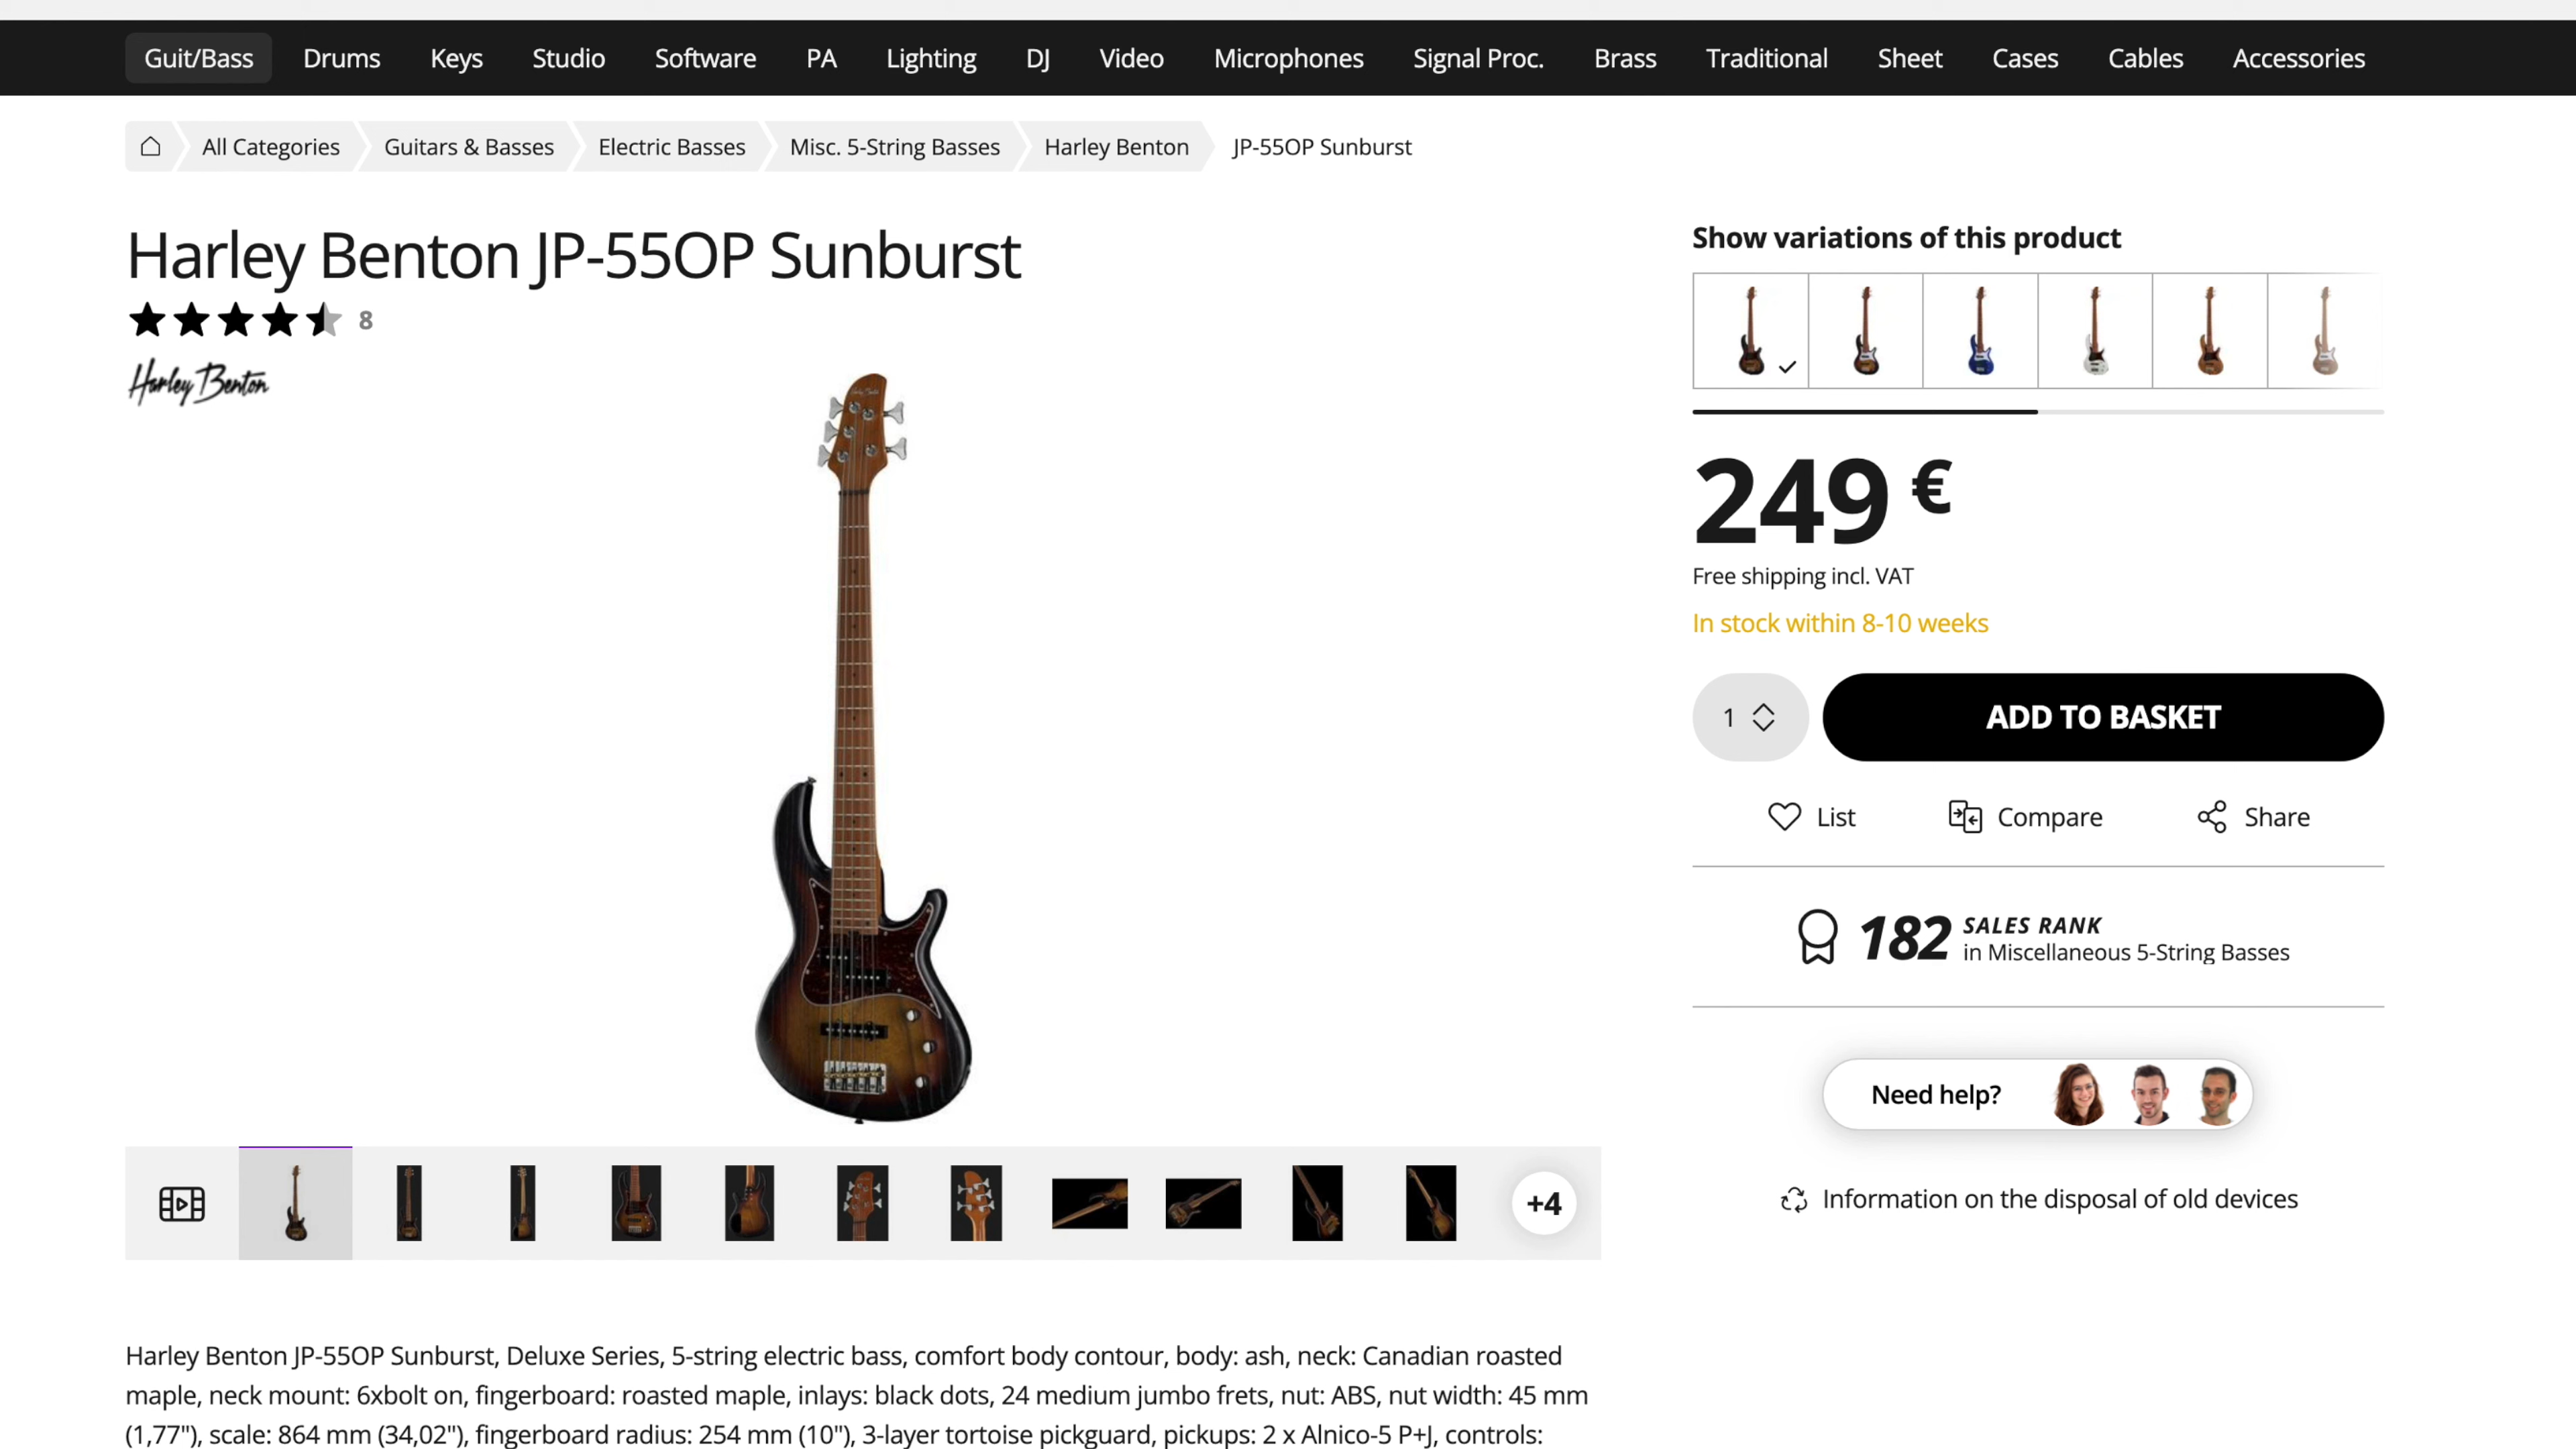 Guit/Bass Drums Keys Studio Software PA Lighting DJ Video Microphones Signal Proc. Brass Traditional Sheet Cases Cables Accessories
All Categories Guitars & Basses Electric Basses Misc. 5-String Basses Harley Benton JP-55OP Sunburst
Harley Benton JP-55OP Sunburst
8
Harley Benton
Show variations of this product
249 €
Free shipping incl. VAT
In stock within 8-10 weeks
1 ADD TO BASKET
List Compare Share
182 SALES RANK
in Miscellaneous 5-String Basses
Need help?
Information on the disposal of old devices
+4
Harley Benton JP-55OP Sunburst, Deluxe Series, 5-string electric bass, comfort body contour, body: ash, neck: Canadian roasted
maple, neck mount: 6xbolt on, fingerboard: roasted maple, inlays: black dots, 24 medium jumbo frets, nut: ABS, nut width: 45 mm
(1,77"), scale: 864 mm (34,02"), fingerboard radius: 254 mm (10"), 3-layer tortoise pickguard, pickups: 2 x Alnico-5 P+J, controls: